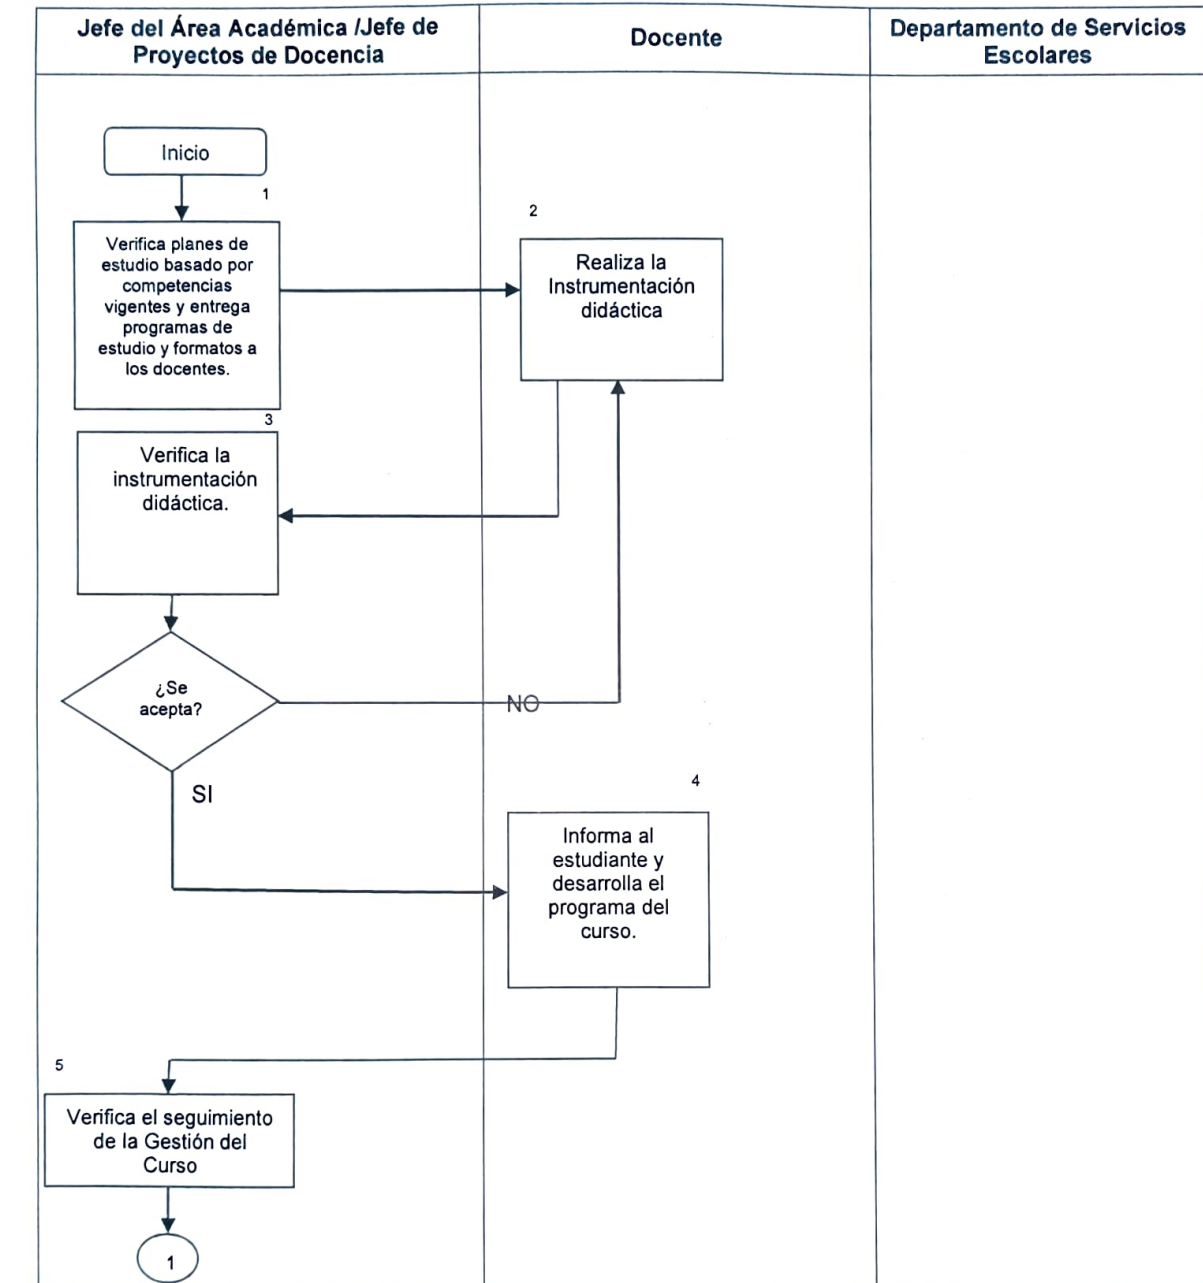 Jefe del Área Académica /Jefe de
Proyectos de Docencia
Docente
Departamento de Servicios
Escolares
Inicio
1
Verifica planes de
estudio basado por
competencias
vigentes y entrega
programas de
estudio y formatos a
los docentes.
2
Realiza la
Instrumentación
didáctica
3
Verifica la
instrumentación
didáctica.
¿Se
acepta?
NO
SI
4
Informa al
estudiante y
desarrolla el
programa del
curso.
5
Verifica el seguimiento
de la Gestión del
Curso
1